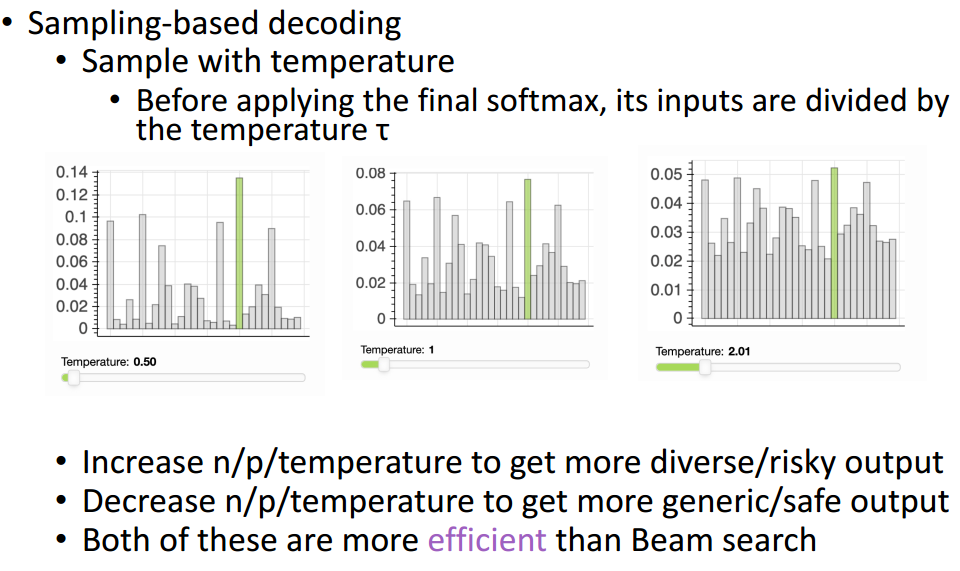 • Sampling-based decoding
• Sample with temperature
• Before applying the final softmax, its inputs are divided by
the temperature τ
0.14
0.12
0.1
0.08
0.06
0.04
0.02
0
Temperature: 0.50
0.08
0.06
0.04
0.02
0
Temperature: 1
0.05
0.04
0.03
0.02
0.01
0
Temperature: 2.01
• Increase n/p/temperature to get more diverse/risky output
• Decrease n/p/temperature to get more generic/safe output
• Both of these are more efficient than Beam search